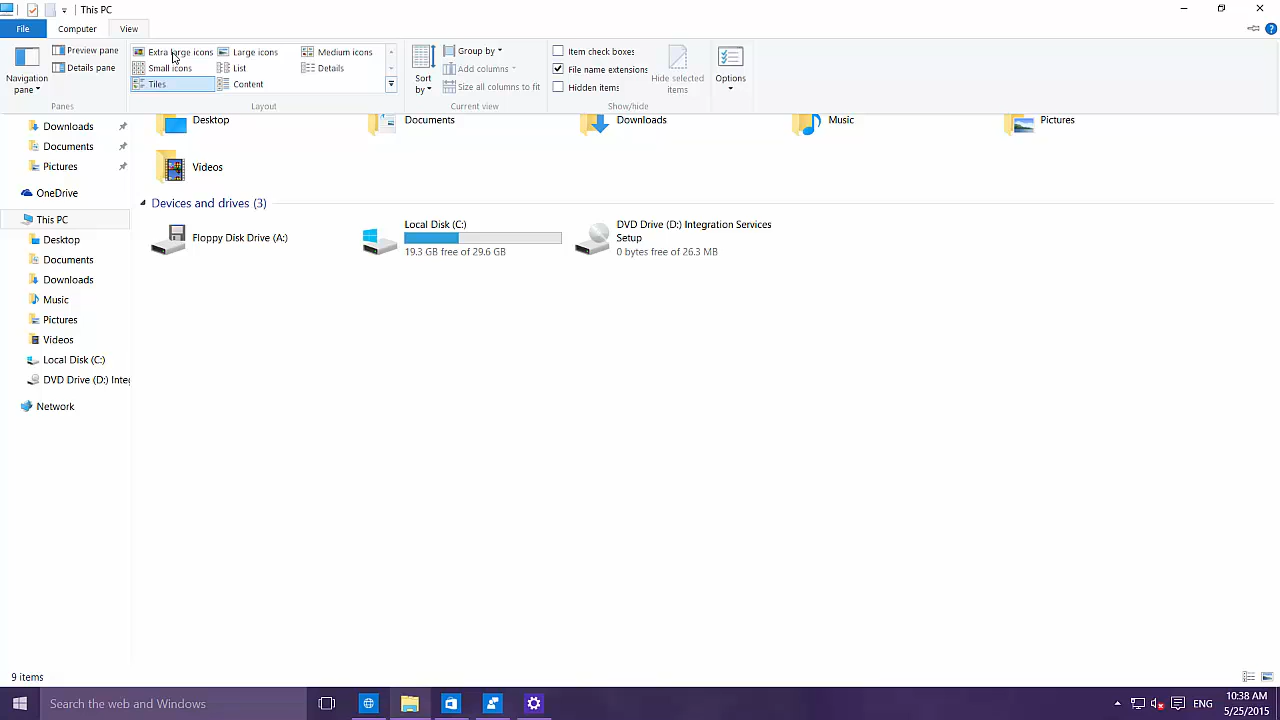 This PC
File
Computer
View
Navigation pane
Preview pane
Details pane
Panes
Extra large icons
Large icons
Medium icons
Small icons
List
Details
Tiles
Content
Layout
Sort by
Group by
Add columns
Size all columns to fit
Current view
Item check boxes
File name extensions
Hidden items
Hide selected items
Show/hide
Options
Downloads
Documents
Pictures
OneDrive
This PC
Desktop
Documents
Downloads
Music
Pictures
Videos
Local Disk (C:)
DVD Drive (D:) Inte
Network
Desktop
Documents
Downloads
Music
Pictures
Videos
Devices and drives (3)
Floppy Disk Drive (A:)
Local Disk (C:)
19.3 GB free of 29.6 GB
DVD Drive (D:) Integration Services
Setup
0 bytes free of 26.3 MB
9 items
Search the web and Windows
ENG
10:38 AM
5/25/2015